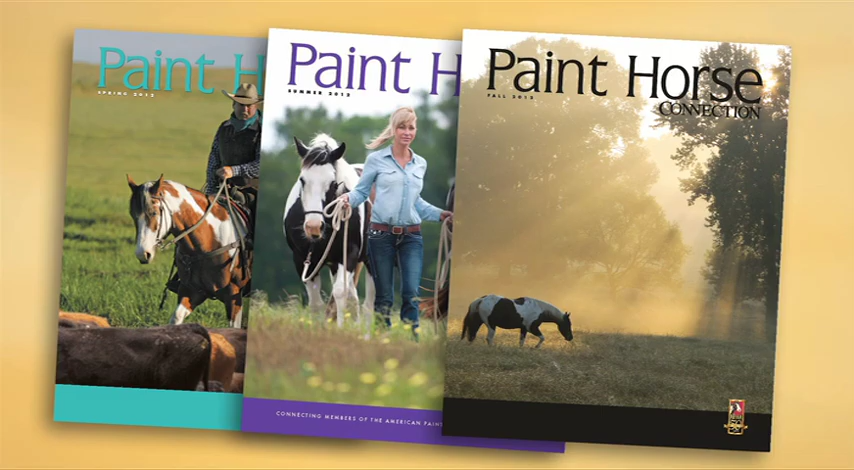 Paint H
SPRING 2012
Paint H
SUMMER 2012
CONNECTING MEMBERS OF THE AMERICAN PAINT
Paint Horse
FALL 2012
CONNECTION